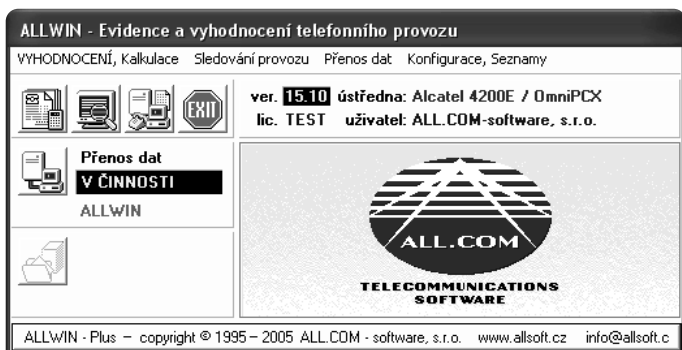 ALLWIN - Evidence a vyhodnocení telefonního provozu
VYHODNOCENÍ, Kalkulace Sledování provozu Přenos dat Konfigurace, Seznamy
EXIT
ver. 15.10 ústředna: Alcatel 4200E / OmniPCX
lic. TEST uživatel: ALL.COM-software, s.r.o.
Přenos dat
V ČINNOSTI
ALLWIN
ALL.COM
TELECOMMUNICATIONS
SOFTWARE
ALLWIN - Plus – copyright © 1995 – 2005 ALL.COM - software, s.r.o. www.allsoft.cz info@allsoft.c